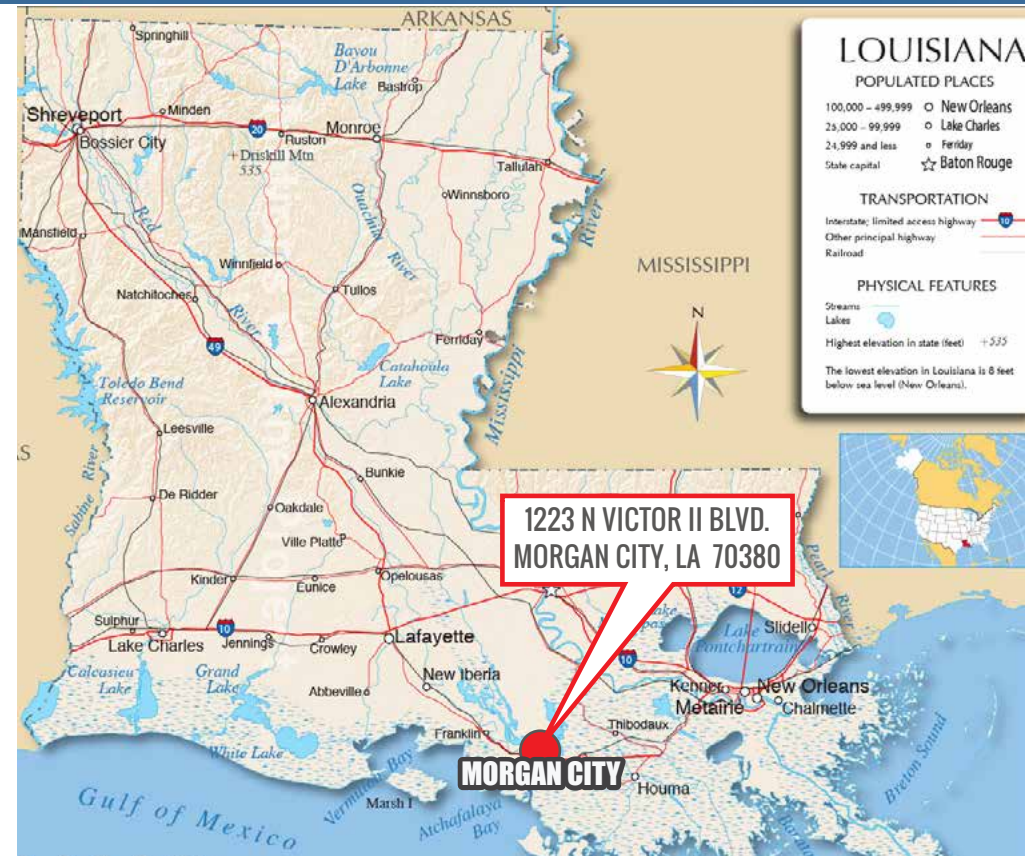 ARKANSAS
Springhill
Bayou
D'Arbonne
Lake
Bastrop
Shreveport
Minden
Bossier City
20
Ruston
Monroe
+Driskill Mtn
535
Tallulah
Winnsboro
Ouachita
River
Red
River
Mansfield
Winnfield
Tullos
Natchitoches
River
49
Ferriday
Catahoula
Lake
Mississippi
River
Toledo Bend
Reservoir
Alexandria
Leesville
Bunkie
Sabine River
De Ridder
Oakdale
Ville Platte
Kinder
Eunice
Opelousas
Sulphur
Lake Charles
10
Jennings
Crowley
Lafayette
Calcasieu
Lake
Grand
Lake
Abbeville
New Iberia
White Lake
Franklin
Vermilion Bay
Marsh I
Atchafalaya
Bay
Gulf of Mexico
MORGAN CITY
Thibodaux
Houma
10
12
Lake
Pontchartrain
Slidell
Pearl
River
Kenner
Metairie
New Orleans
Chalmette
Breton Sound
1223 N VICTOR II BLVD.
MORGAN CITY, LA 70380
MISSISSIPPI
N
LOUISIANA
POPULATED PLACES
100,000 – 499,999 New Orleans
25,000 – 99,999 Lake Charles
24,999 and less Ferriday
State capital Baton Rouge
TRANSPORTATION
Interstate; limited access highway 10
Other principal highway
Railroad
PHYSICAL FEATURES
Streams
Lakes
Highest elevation in state (feet) +535
The lowest elevation in Louisiana is 8 feet
below sea level (New Orleans).